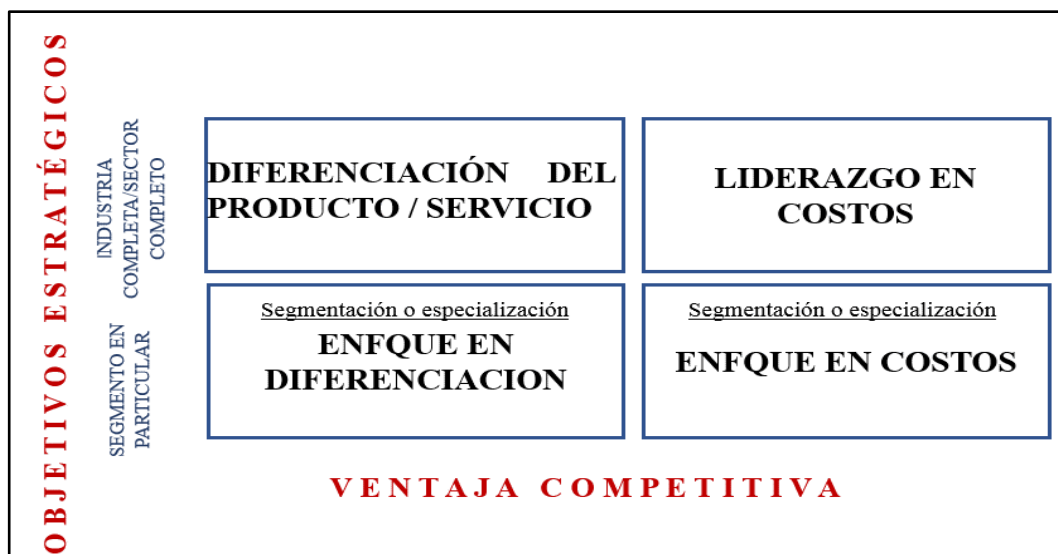 OBJETIVOS ESTRATÉGICOS
INDUSTRIA
COMPLETA/SECTOR
COMPLETO
DIFERENCIACIÓN DEL
PRODUCTO / SERVICIO
LIDERAZGO EN
COSTOS
SEGMENTO EN
PARTICULAR
Segmentación o especialización
ENFQUE EN
DIFERENCIACION
Segmentación o especialización
ENFQUE EN COSTOS
VENTAJA COMPETITIVA